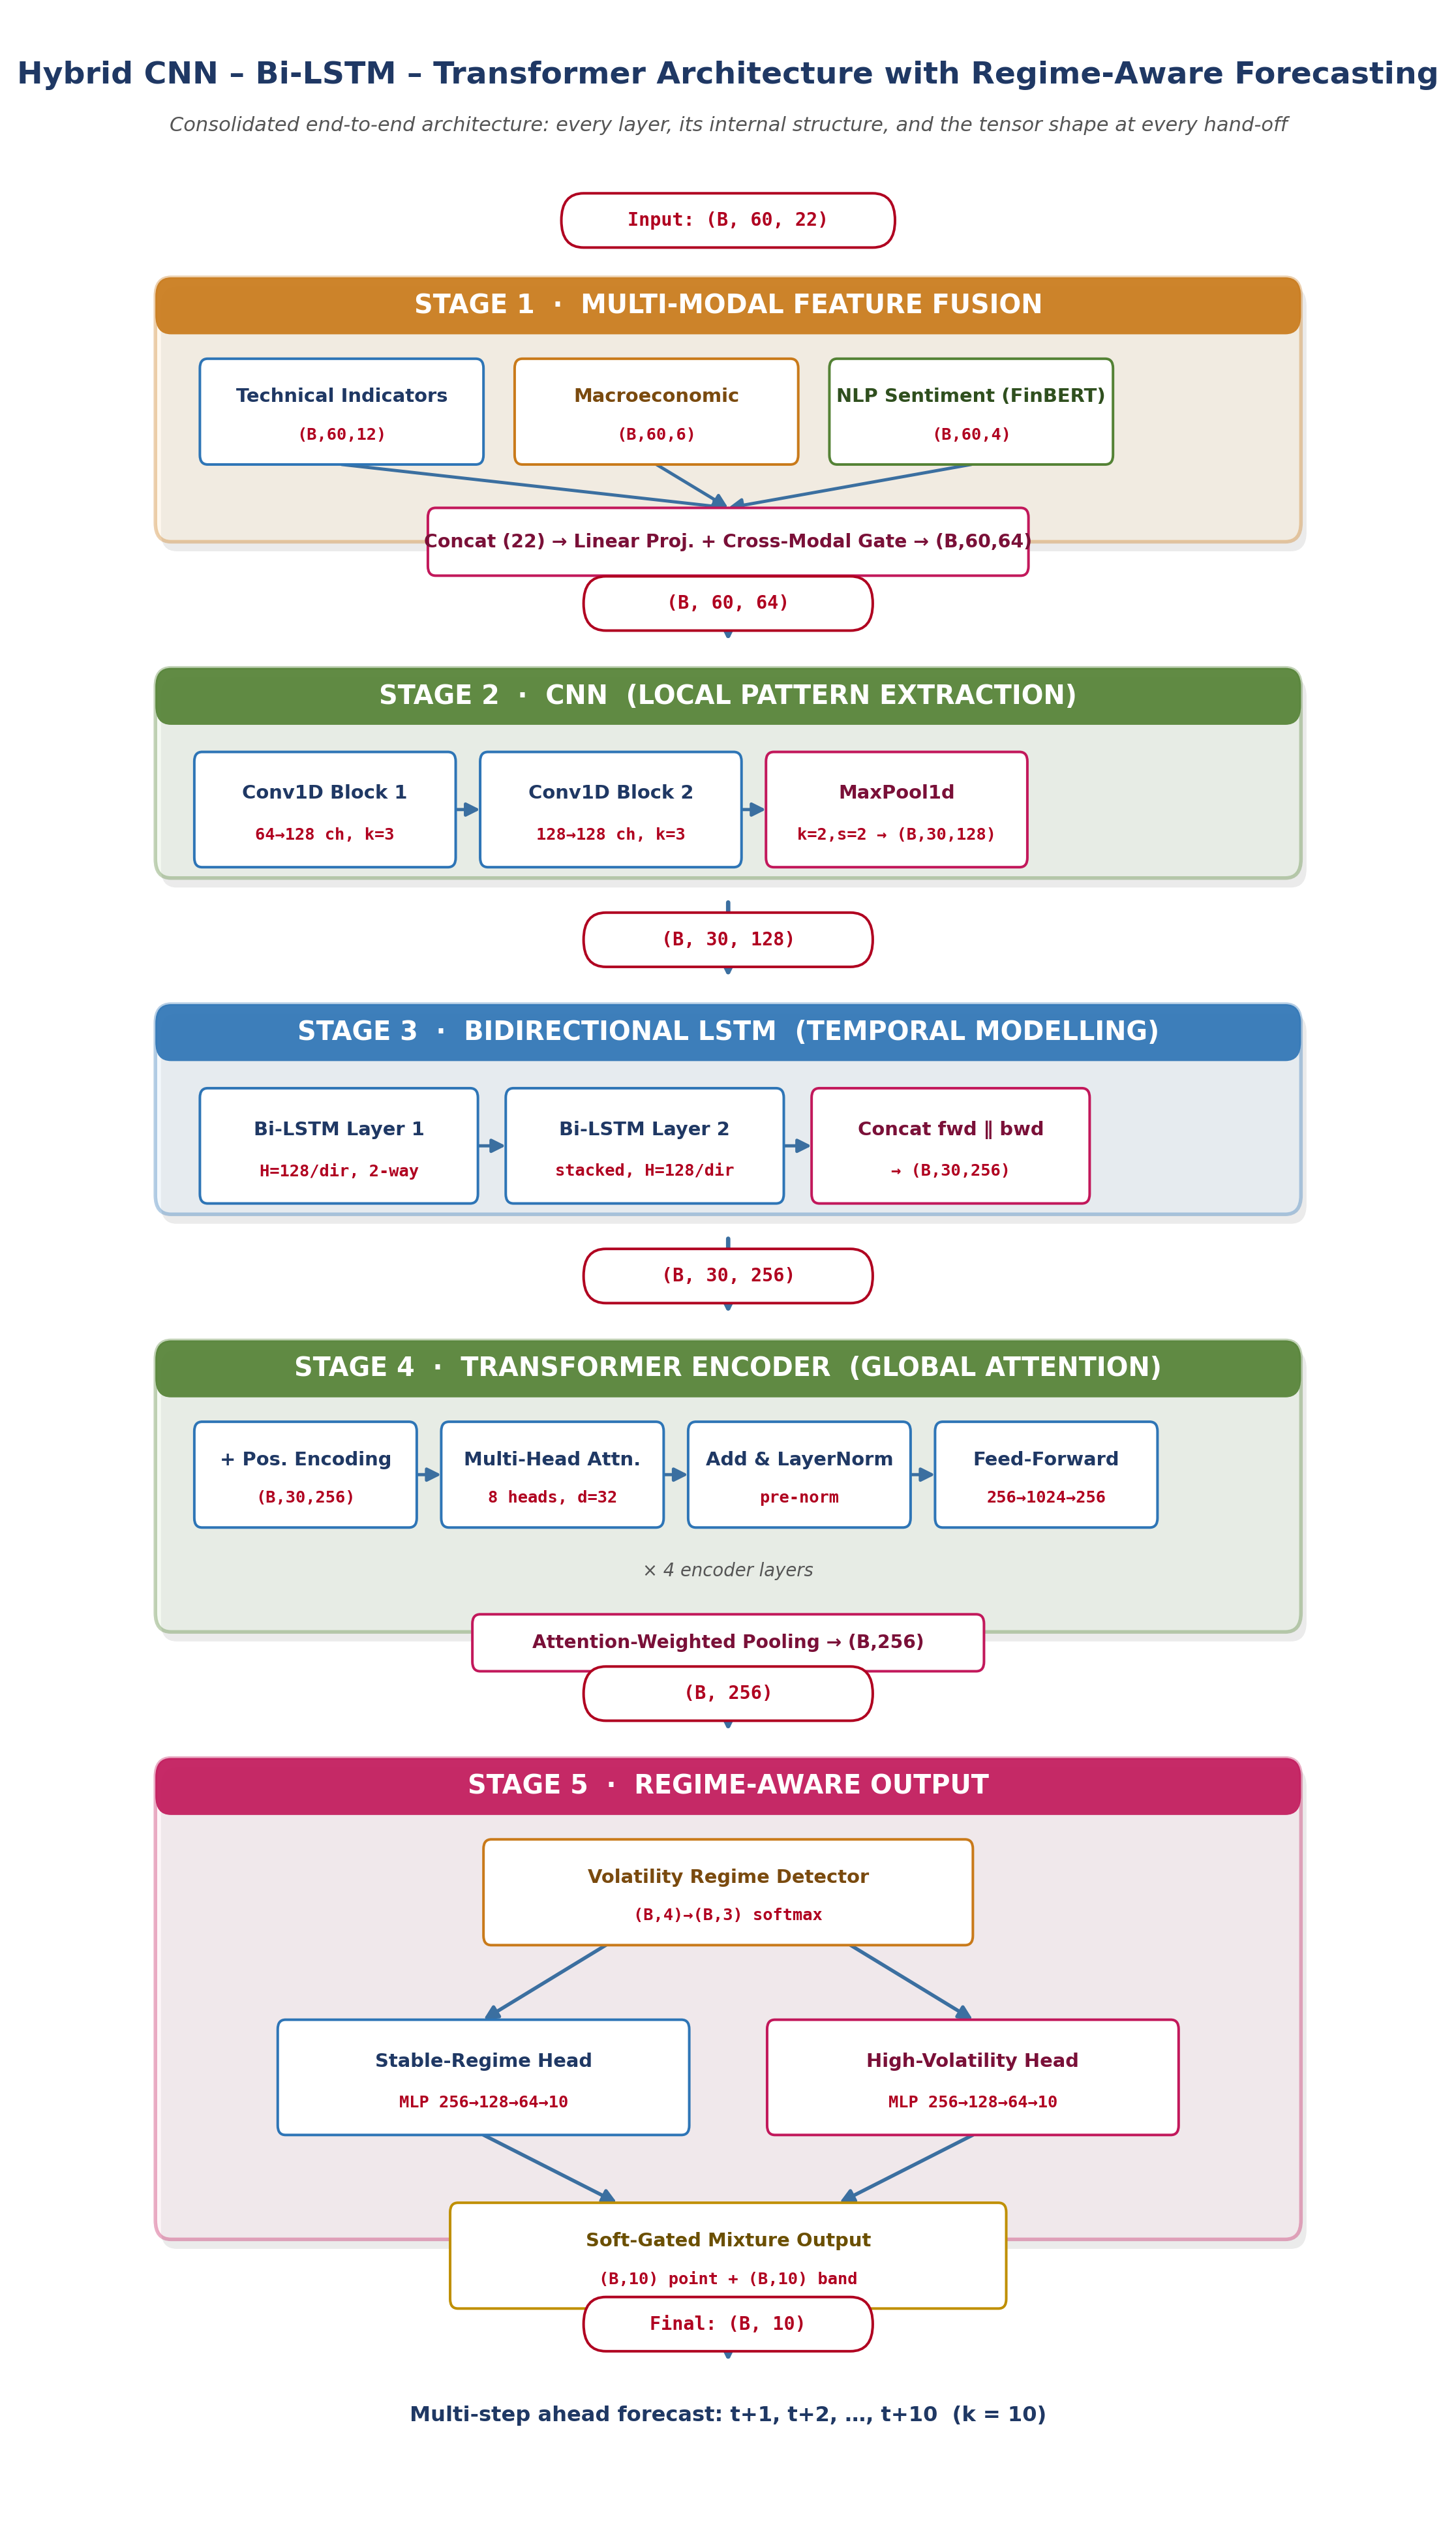 Hybrid CNN – Bi-LSTM – Transformer Architecture with Regime-Aware Forecasting
Consolidated end-to-end architecture: every layer, its internal structure, and the tensor shape at every hand-off
Input: (B, 60, 22)
STAGE 1 · MULTI-MODAL FEATURE FUSION
Technical Indicators
(B,60,12)
Macroeconomic
(B,60,6)
NLP Sentiment (FinBERT)
(B,60,4)
Concat (22) → Linear Proj. + Cross-Modal Gate → (B,60,64)
(B, 60, 64)
STAGE 2 · CNN (LOCAL PATTERN EXTRACTION)
Conv1D Block 1
64→128 ch, k=3
Conv1D Block 2
128→128 ch, k=3
MaxPool1d
k=2,s=2 → (B,30,128)
(B, 30, 128)
STAGE 3 · BIDIRECTIONAL LSTM (TEMPORAL MODELLING)
Bi-LSTM Layer 1
H=128/dir, 2-way
Bi-LSTM Layer 2
stacked, H=128/dir
Concat fwd ∥ bwd
→ (B,30,256)
(B, 30, 256)
STAGE 4 · TRANSFORMER ENCODER (GLOBAL ATTENTION)
+ Pos. Encoding
(B,30,256)
Multi-Head Attn.
8 heads, d=32
Add & LayerNorm
pre-norm
Feed-Forward
256→1024→256
× 4 encoder layers
Attention-Weighted Pooling → (B,256)
(B, 256)
STAGE 5 · REGIME-AWARE OUTPUT
Volatility Regime Detector
(B,4)→(B,3) softmax
Stable-Regime Head
MLP 256→128→64→10
High-Volatility Head
MLP 256→128→64→10
Soft-Gated Mixture Output
(B,10) point + (B,10) band
Final: (B, 10)
Multi-step ahead forecast: t+1, t+2, …, t+10 (k = 10)